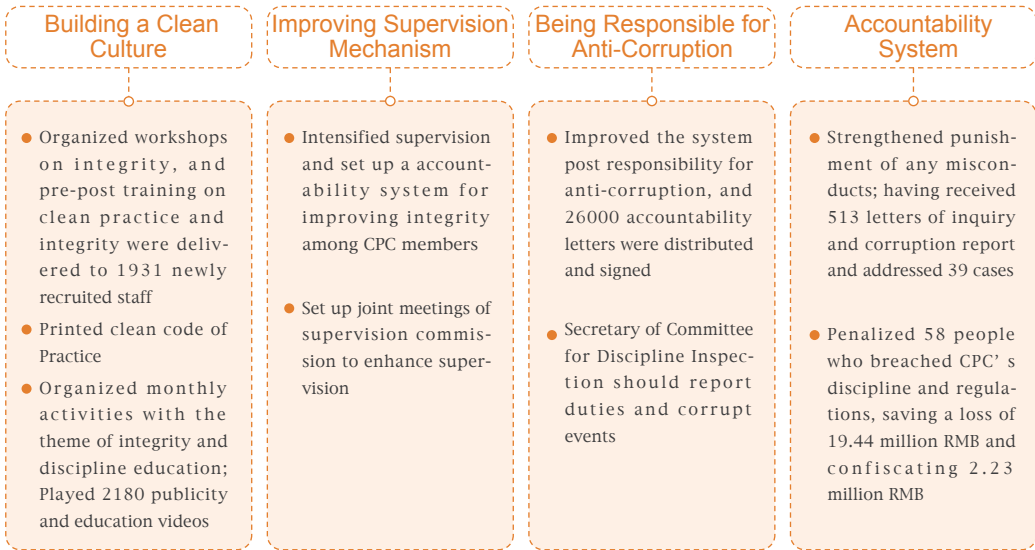 Building a Clean
Culture
Organized workshops
on integrity, and
pre-post training on
clean practice and
integrity were deliv-
ered to 1931 newly
recruited staff
Printed clean code of
Practice
Organized monthly
activities with the
theme of integrity and
discipline education;
Played 2180 publicity
and education videos
Improving Supervision
Mechanism
Intensified supervision
and set up a account-
ability system for
improving integrity
among CPC members
Set up joint meetings of
supervision commis-
sion to enhance super-
vision
Being Responsible for
Anti-Corruption
Improved the system
post responsibility for
anti-corruption, and
26000 accountability
letters were distributed
and signed
Secretary of Committee
for Discipline Inspec-
tion should report
duties and corrupt
events
Accountability
System
Strengthened punish-
ment of any miscon-
ducts; having received
513 letters of inquiry
and corruption report
and addressed 39 cases
Penalized 58 people
who breached CPC' s
discipline and regula-
tions, saving a loss of
19.44 million RMB and
confiscating 2.23
million RMB